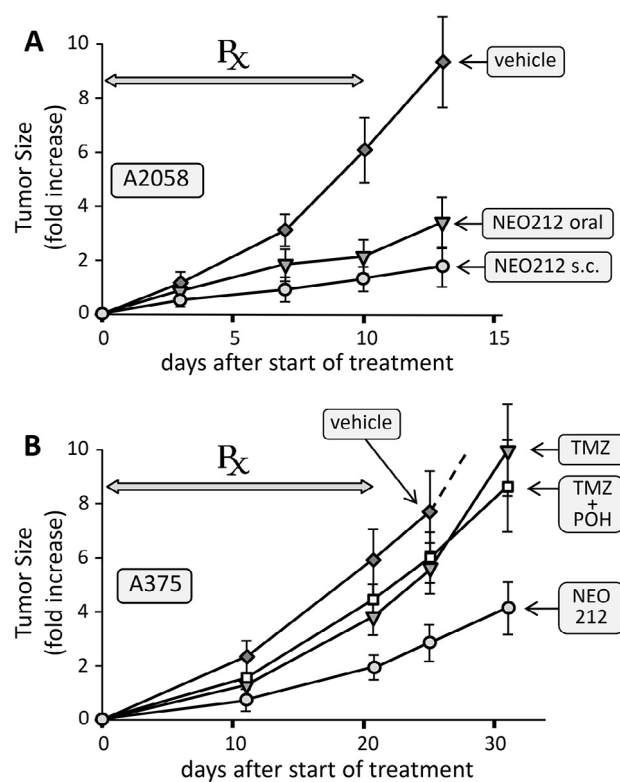 A
Rx
vehicle
10
8
6
4
2
0
Tumor Size
(fold increase)
A2058
NEO212 oral
NEO212 s.c.
0
5
10
15
days after start of treatment
B
Rx
vehicle
10
8
6
4
2
0
Tumor Size
(fold increase)
A375
TMZ
TMZ
+
POH
NEO
212
0
10
20
30
days after start of treatment